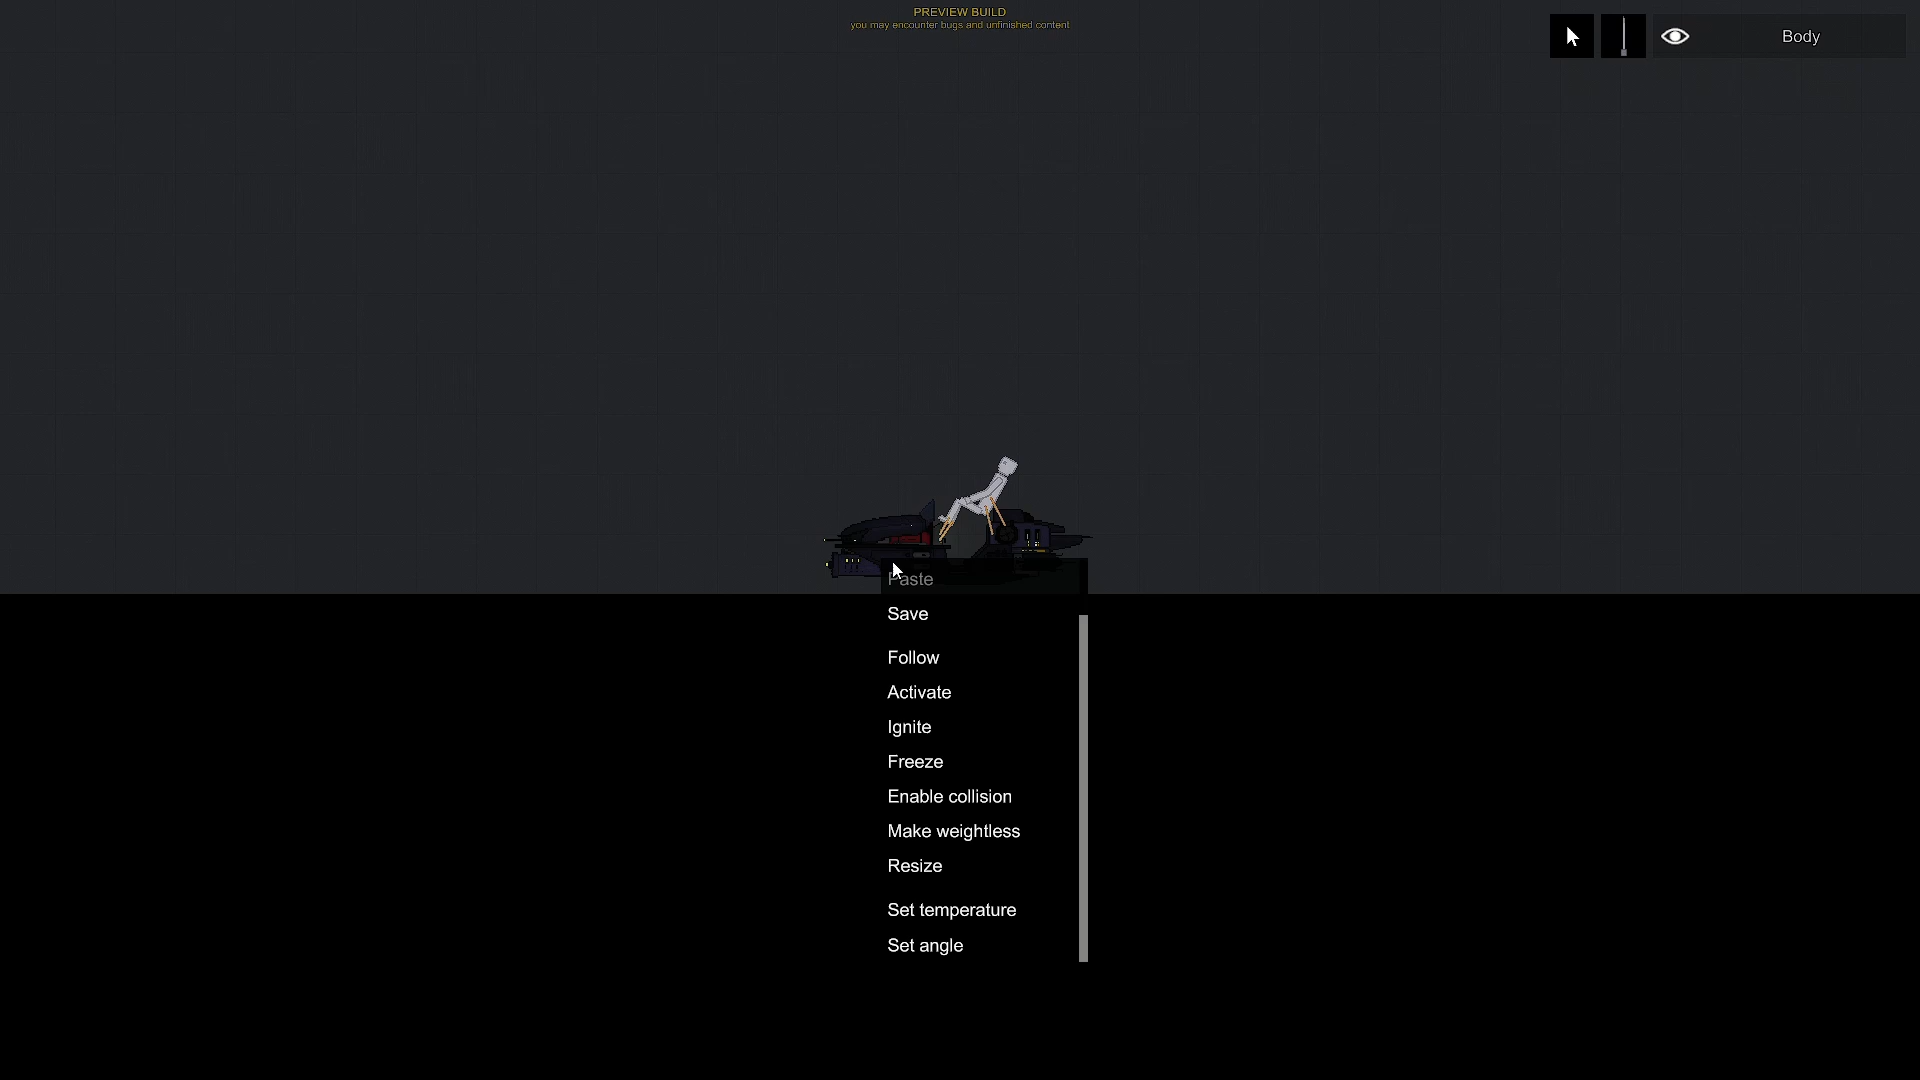 PREVIEW BUILD
you may encounter bugs and unfinished content
Body
Paste
Save
Follow
Activate
Ignite
Freeze
Enable collision
Make weightless
Resize
Set temperature
Set angle